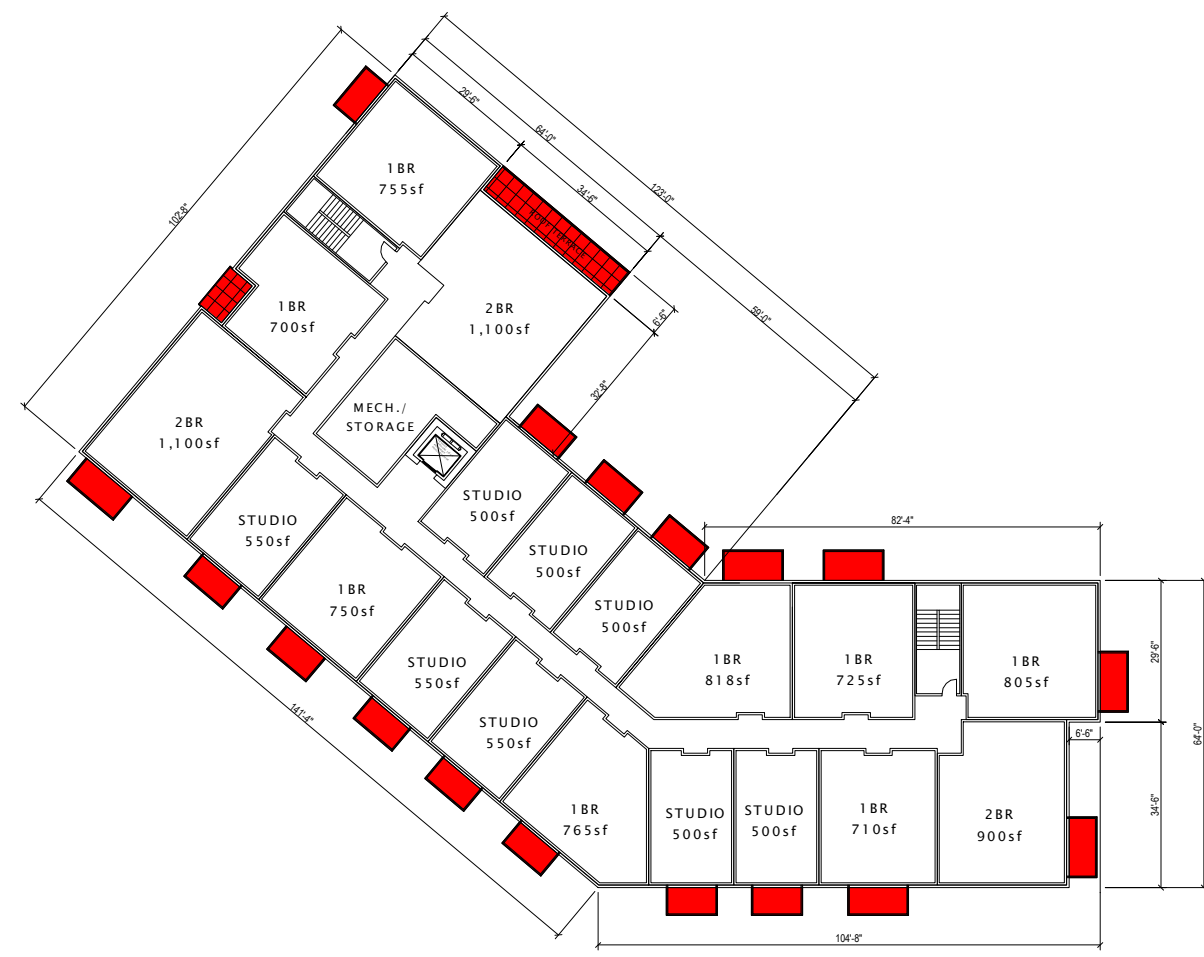 29'-6"
64'-0"
123'-0"
34'-6"
102'-8"
1BR
755sf
ROOF TERRACE
2BR
1,100sf
6'-6"
59'-0"
32'-8"
1BR
700sf
MECH./
STORAGE
2BR
1,100sf
STUDIO
500sf
STUDIO
550sf
STUDIO
500sf
82'-4"
1BR
750sf
STUDIO
500sf
STUDIO
550sf
1BR
818sf
1BR
725sf
1BR
805sf
29'-6"
141'-4"
STUDIO
550sf
6'-6"
64'-0"
1BR
765sf
STUDIO
500sf
STUDIO
500sf
1BR
710sf
2BR
900sf
34'-6"
104'-8"